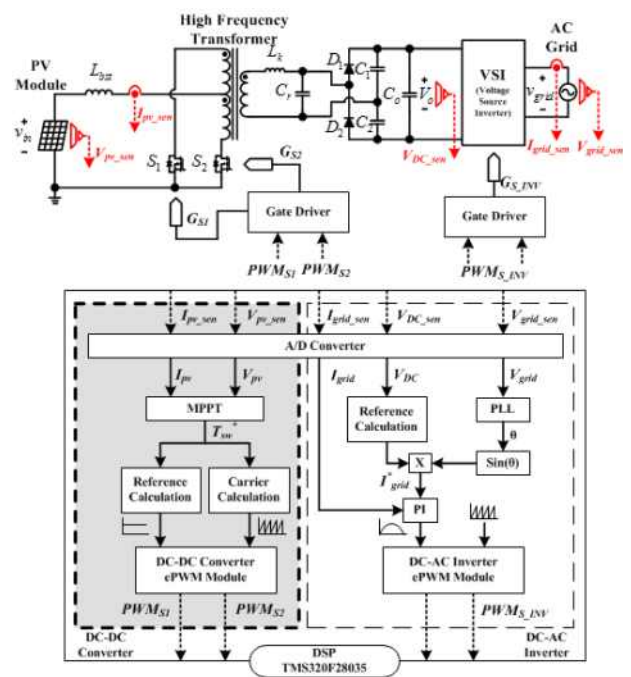 High Frequency
Transformer
AC
Grid
PV
Module
L_bst
I_pv_sen
v_in
+
-
V_pv_sen
S_1
S_2
G_S1
G_S2
L_k
C_r
D_1
C_1
D_2
C_2
C_o
+
V_o
-
V_DC_sen
VSI
(Voltage
Source
Inverter)
+
v_grid
-
I_grid_sen
V_grid_sen
G_S_INV
Gate Driver
Gate Driver
PWM_S1 PWM_S2
PWM_S_INV
I_pv_sen V_pv_sen I_grid_sen V_DC_sen V_grid_sen
A/D Converter
I_pv V_pv I_grid V_DC V_grid
MPPT
Reference
Calculation
PLL
T_sw*
θ
X
Sin(θ)
Reference
Calculation
Carrier
Calculation
I*_grid
PI
DC-DC Converter
ePWM Module
DC-AC Inverter
ePWM Module
PWM_S1 PWM_S2
PWM_S_INV
DC-DC
Converter
DC-AC
Inverter
DSP
TMS320F28035